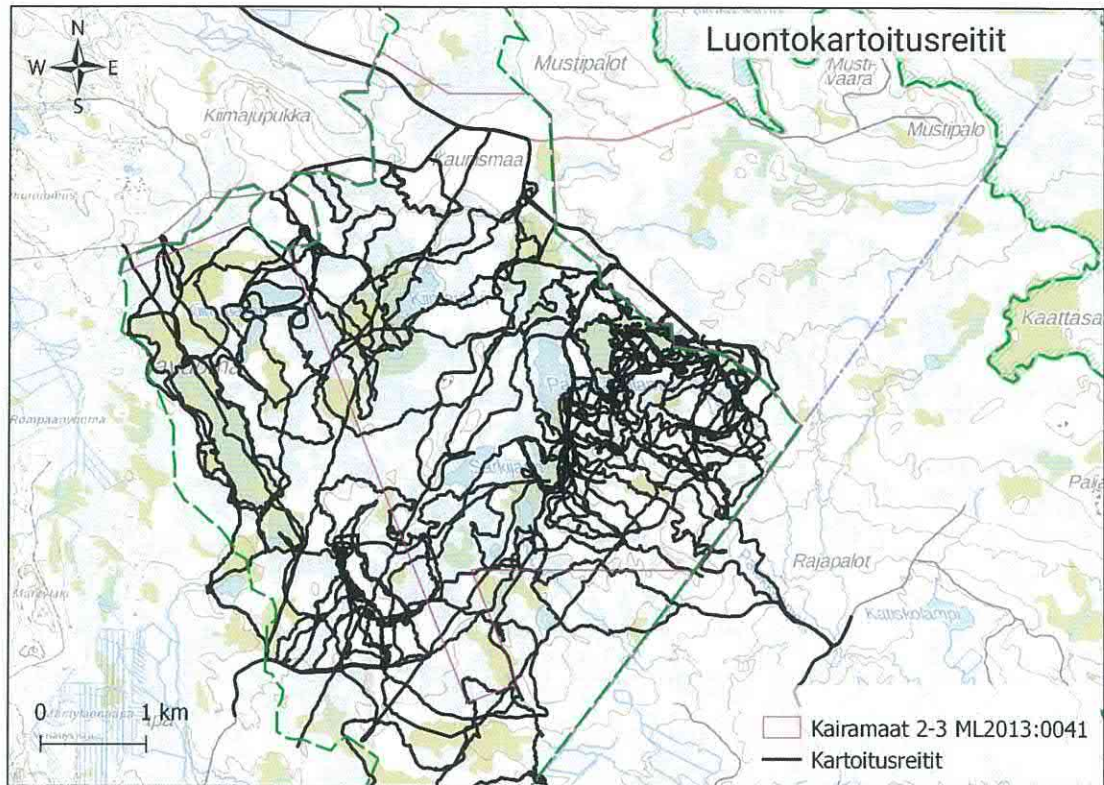 Luontokartoitusreitit
N
W E
S
Mustipalot
Musti-
vaara
Kiimajupukka
Mustipalo
Kaunismaa
Kaattasa
Rompaanvuoma
Rajapalot
Katiskolampi
0 1 km
Kairamaat 2-3 ML2013:0041
Kartoitusreitit